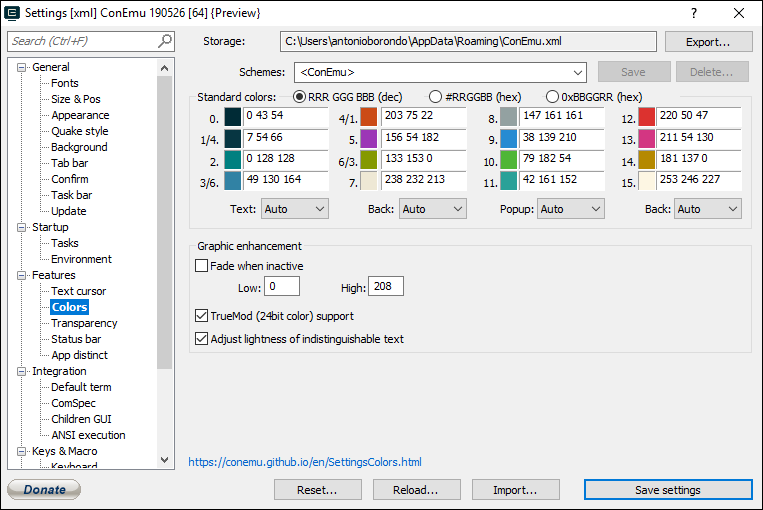 Settings [xml] ConEmu 190526 [64] {Preview}
Search (Ctrl+F)
Storage: C:\Users\antonioborondo\AppData\Roaming\ConEmu.xml Export...
Schemes: <ConEmu> Save Delete...
General
Fonts
Size & Pos
Appearance
Quake style
Background
Tab bar
Confirm
Task bar
Update
Startup
Tasks
Environment
Features
Text cursor
Colors
Transparency
Status bar
App distinct
Integration
Default term
ComSpec
Children GUI
ANSI execution
Keys & Macro
Keyboard
Standard colors: RRR GGG BBB (dec) #RRGGBB (hex) 0xBBGGRR (hex)
0. 0 43 54 4/1. 203 75 22 8. 147 161 161 12. 220 50 47
1/4. 7 54 66 5. 156 54 182 9. 38 139 210 13. 211 54 130
2. 0 128 128 6/3. 133 153 0 10. 79 182 54 14. 181 137 0
3/6. 49 130 164 7. 238 232 213 11. 42 161 152 15. 253 246 227
Text: Auto Back: Auto Popup: Auto Back: Auto
Graphic enhancement
Fade when inactive
Low: 0 High: 208
TrueMod (24bit color) support
Adjust lightness of indistinguishable text
https://conemu.github.io/en/SettingsColors.html
Donate Reset... Reload... Import... Save settings